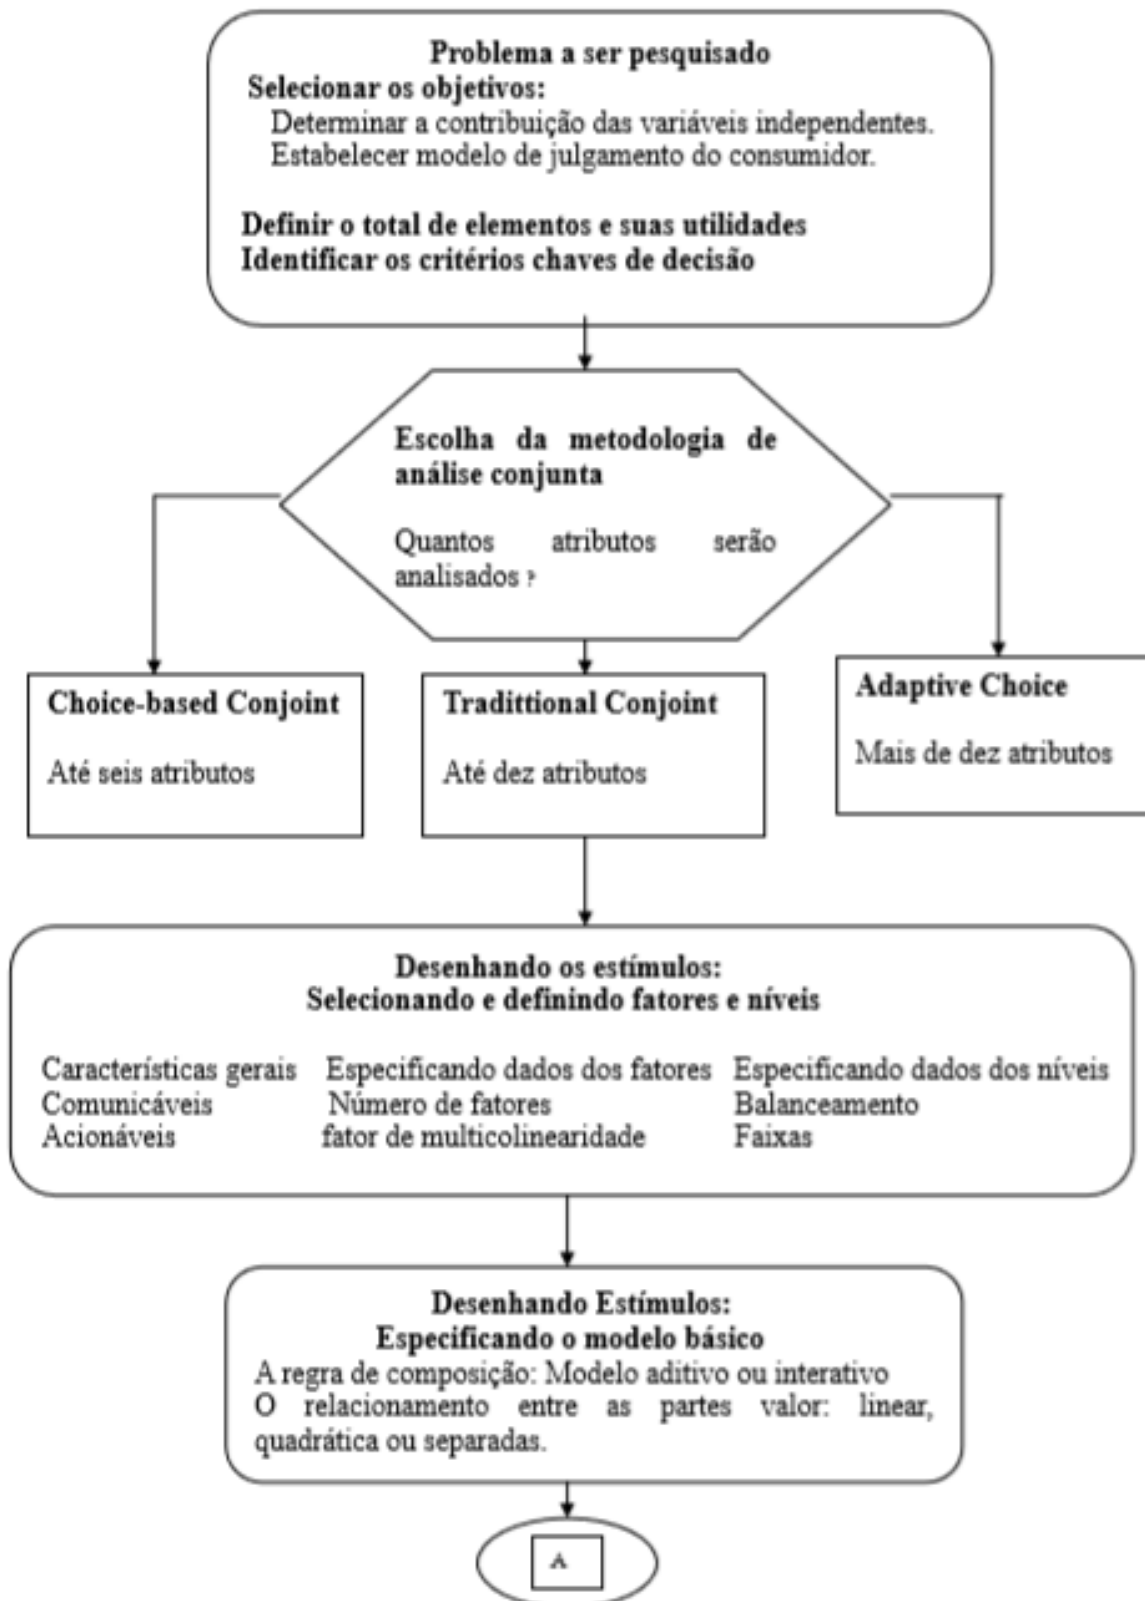 Problema a ser pesquisado
Selecionar os objetivos:
Determinar a contribuição das variáveis independentes.
Estabelecer modelo de julgamento do consumidor.
Definir o total de elementos e suas utilidades
Identificar os critérios chaves de decisão
Escolha da metodologia de
análise conjunta
Quantos atributos serão
analisados ?
Choice-based Conjoint
Até seis atributos
Tradittional Conjoint
Até dez atributos
Adaptive Choice
Mais de dez atributos
Desenhando os estímulos:
Selecionando e definindo fatores e níveis
Características gerais Especificando dados dos fatores Especificando dados dos níveis
Comunicáveis Número de fatores Balanceamento
Acionáveis fator de multicolinearidade Faixas
Desenhando Estímulos:
Especificando o modelo básico
A regra de composição: Modelo aditivo ou interativo
O relacionamento entre as partes valor: linear,
quadrática ou separadas.
A